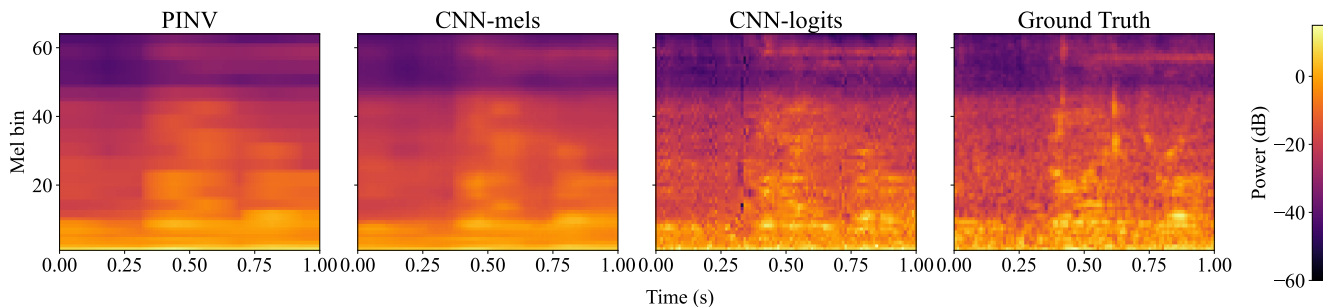 PINV CNN-mels CNN-logits Ground Truth
60
40
20
Mel bin
0.00 0.25 0.50 0.75 1.00 0.00 0.25 0.50 0.75 1.00 0.00 0.25 0.50 0.75 1.00 0.00 0.25 0.50 0.75 1.00
Time (s)
0
−20
−40
−60
Power (dB)